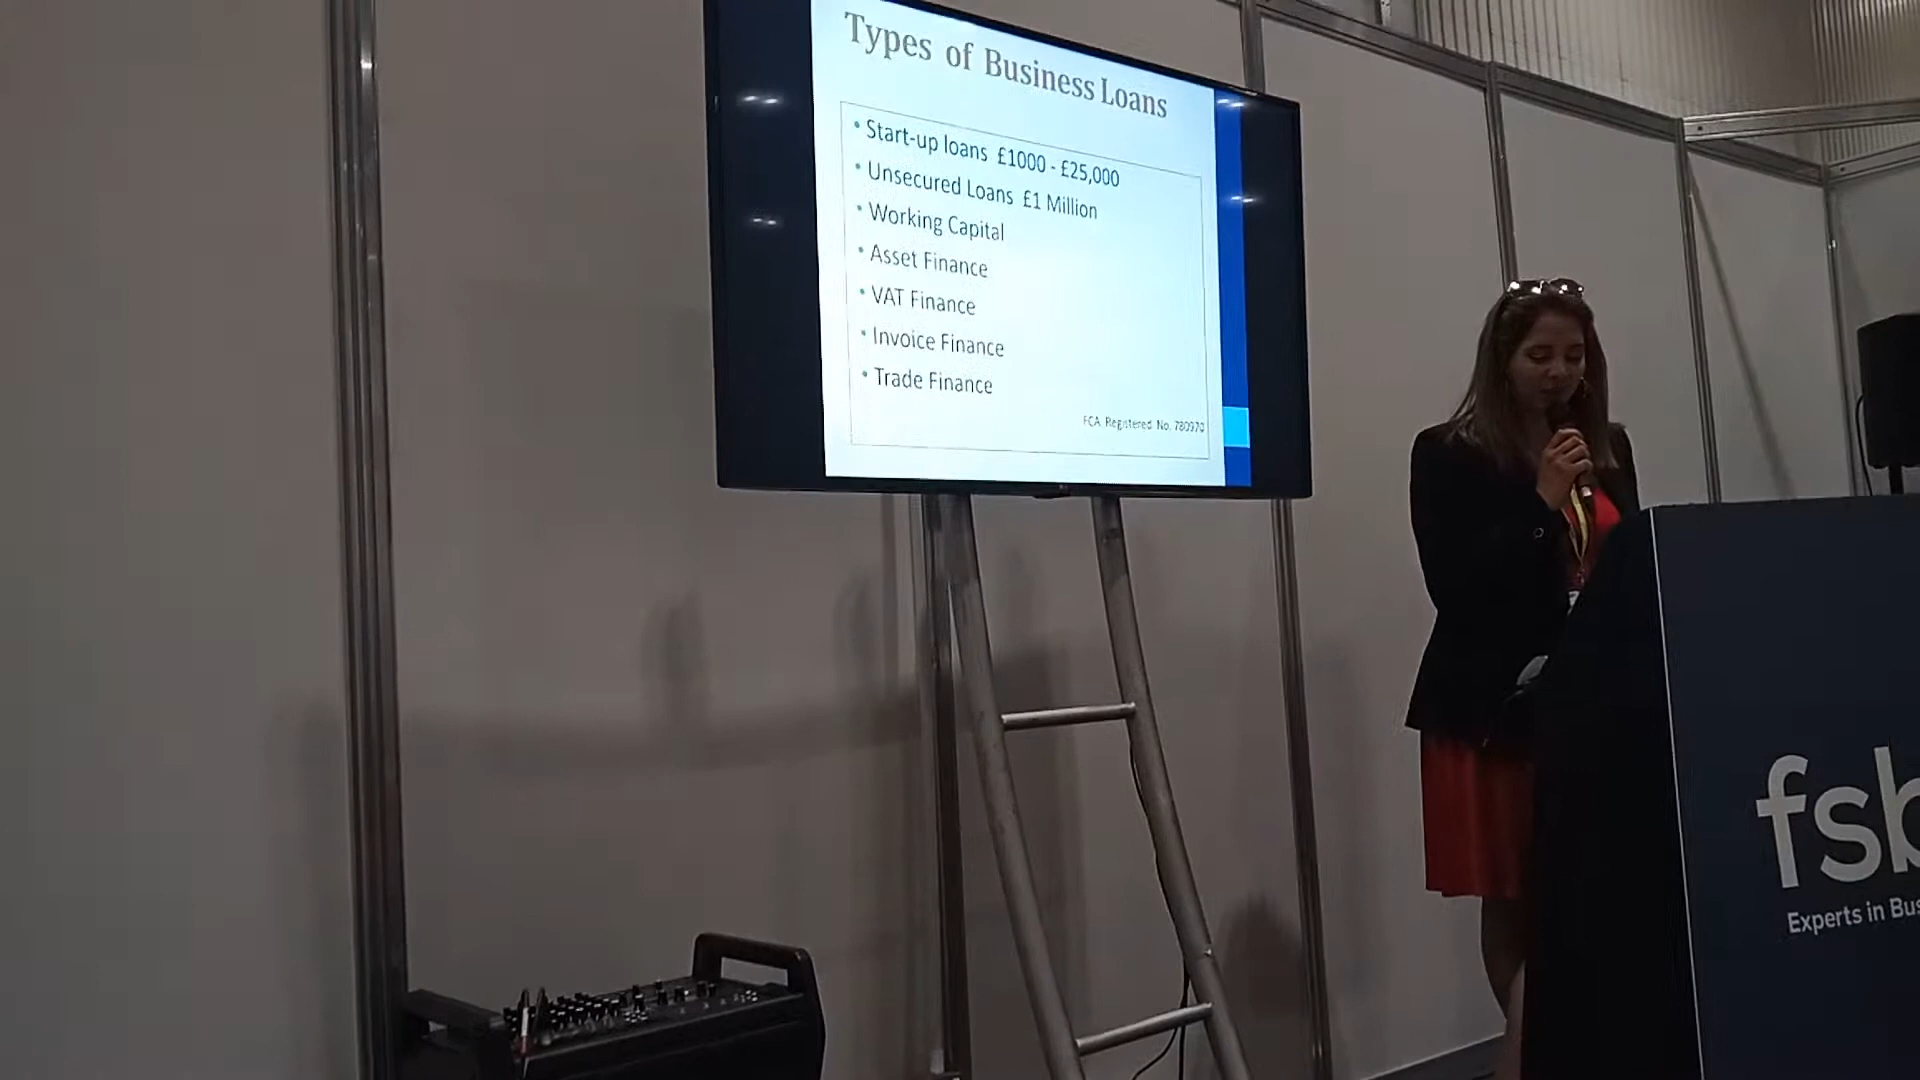 Types of Business Loans
• Start-up loans £1000 - £25,000
• Unsecured Loans £1 Million
• Working Capital
• Asset Finance
• VAT Finance
• Invoice Finance
• Trade Finance
FCA Registered No. 780970
fsb
Experts in Bus